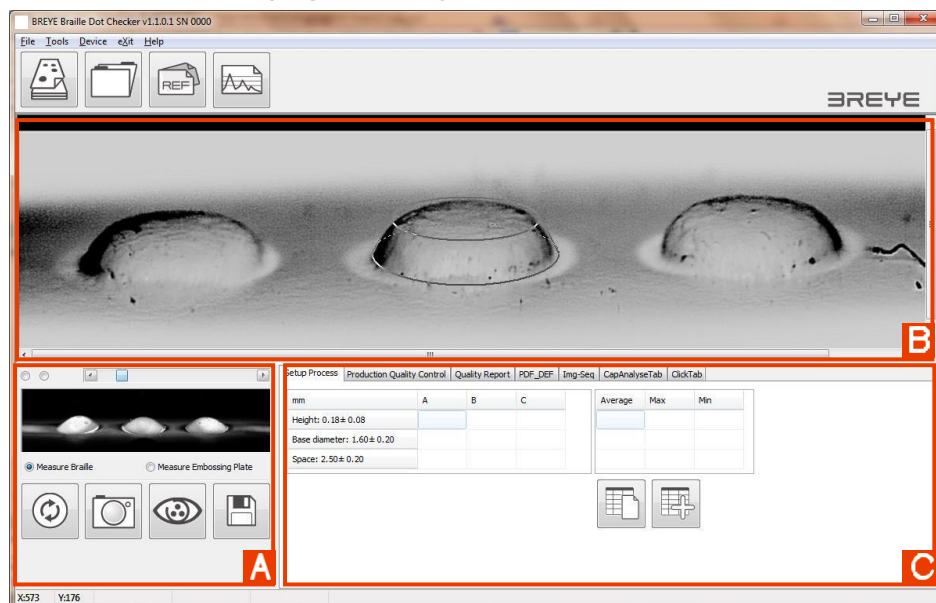 BREYE Braille Dot Checker v1.1.0.1 SN 0000
File Tools Device eXit Help
REF
BREYE
B
Setup Process Production Quality Control Quality Report PDF_DEF Img-Seq CapAnalyseTab ClickTab
mm A B C Average Max Min
Height: 0.18± 0.08
Base diameter: 1.60± 0.20
Space: 2.50± 0.20
Measure Braille Measure Embossing Plate
A
C
X:573 Y:176